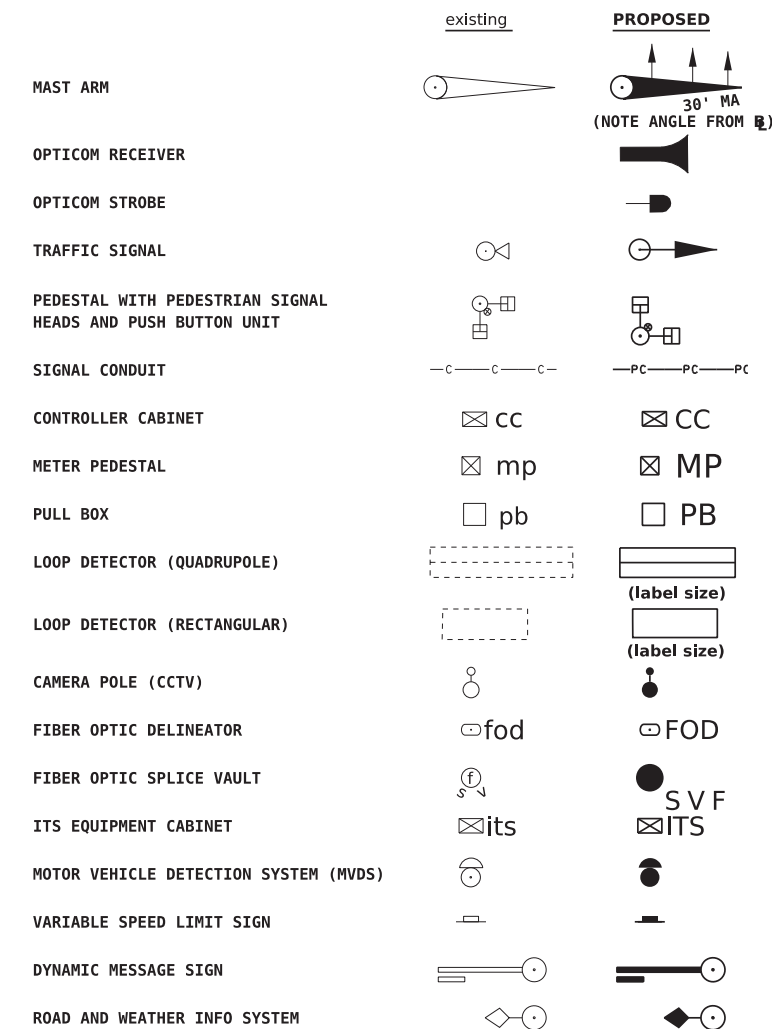 existing PROPOSED
MAST ARM
30' MA
(NOTE ANGLE FROM
OPTICOM RECEIVER
OPTICOM STROBE
TRAFFIC SIGNAL
PEDESTAL WITH PEDESTRIAN SIGNAL
HEADS AND PUSH BUTTON UNIT
SIGNAL CONDUIT C C C PC PC PC
CONTROLLER CABINET cc CC
METER PEDESTAL mp MP
PULL BOX pb PB
LOOP DETECTOR (QUADRUPOLE)
(label size)
LOOP DETECTOR (RECTANGULAR)
(label size)
CAMERA POLE (CCTV)
FIBER OPTIC DELINEATOR fod FOD
FIBER OPTIC SPLICE VAULT f
S V S V F
ITS EQUIPMENT CABINET its ITS
MOTOR VEHICLE DETECTION SYSTEM (MVDS)
VARIABLE SPEED LIMIT SIGN
DYNAMIC MESSAGE SIGN
ROAD AND WEATHER INFO SYSTEM